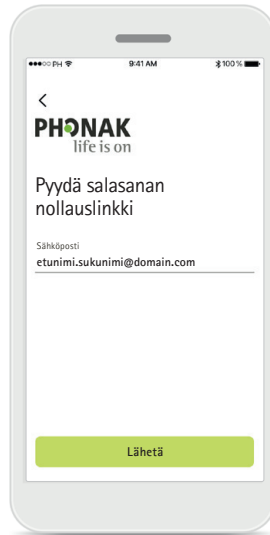 PH 9:41 AM 100 %
PHONAK
life is on
Pyydä salasanan
nollauslinkki
Sähköposti
etunimi.sukunimi@domain.com
Lähetä